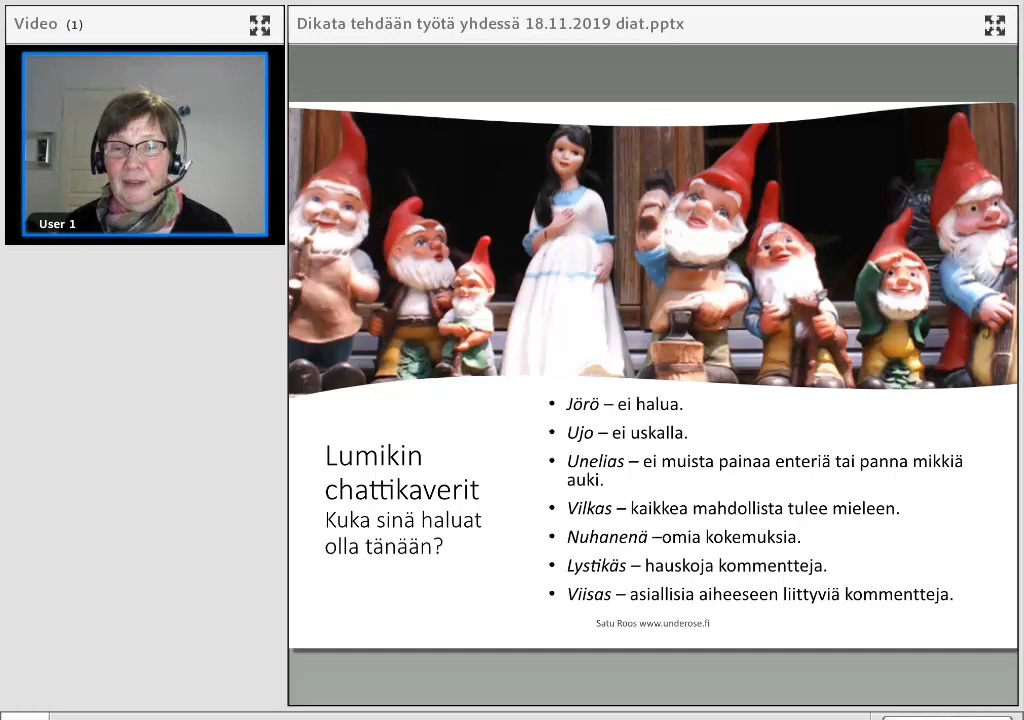 Video (1)
Dikata tehdään työtä yhdessä 18.11.2019 diat.pptx
User 1
Lumikin
chattikaverit
Kuka sinä haluat
olla tänään?
• Jörö – ei halua.
• Ujo – ei uskalla.
• Unelias – ei muista painaa enteriä tai panna mikkiä
auki.
• Vilkas – kaikkea mahdollista tulee mieleen.
• Nuhanenä –omia kokemuksia.
• Lystikäs – hauskoja kommentteja.
• Viisas – asiallisia aiheeseen liittyviä kommentteja.
Satu Roos www.underose.fi